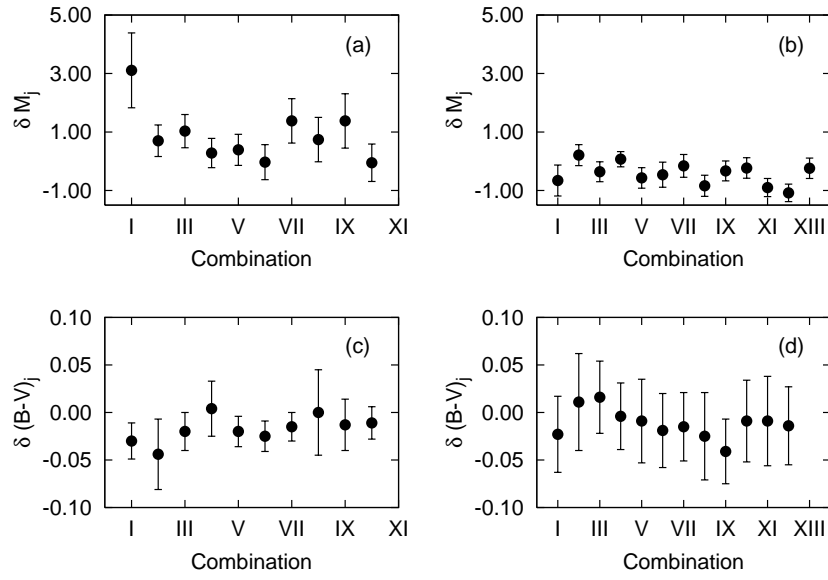 5.00
3.00
1.00
-1.00
δ M_j
(a)
I III V VII IX XI
Combination
5.00
3.00
1.00
-1.00
δ M_j
(b)
I III V VII IX XI XIII
Combination
0.10
0.05
0.00
-0.05
-0.10
δ (B-V)_j
(c)
I III V VII IX XI
Combination
0.10
0.05
0.00
-0.05
-0.10
δ (B-V)_j
(d)
I III V VII IX XI XIII
Combination